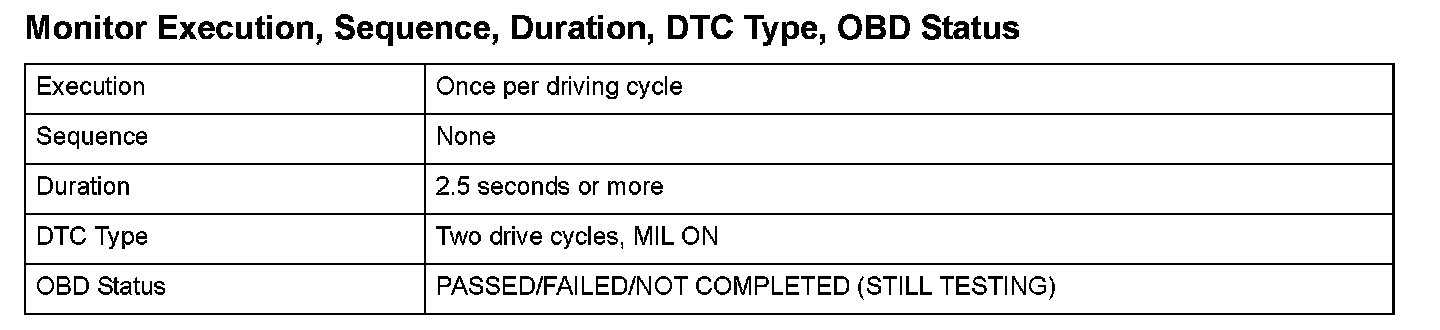 Monitor Execution, Sequence, Duration, DTC Type, OBD Status
Execution Once per driving cycle
Sequence None
Duration 2.5 seconds or more
DTC Type Two drive cycles, MIL ON
OBD Status PASSED/FAILED/NOT COMPLETED (STILL TESTING)